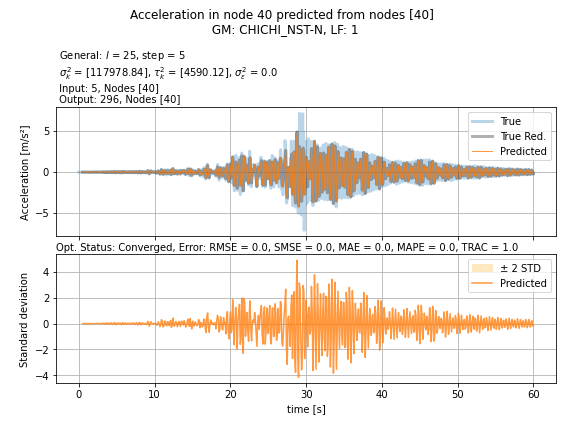 Acceleration in node 40 predicted from nodes [40]
GM: CHICHI_NST-N, LF: 1
General: l = 25, step = 5
σ²ₖ = [117978.84], τ²ₖ = [4590.12], σ²_ε = 0.0
Input: 5, Nodes [40]
Output: 296, Nodes [40]
True
True Red.
Predicted
Acceleration [m/s²]
5
0
−5
Opt. Status: Converged, Error: RMSE = 0.0, SMSE = 0.0, MAE = 0.0, MAPE = 0.0, TRAC = 1.0
± 2 STD
Predicted
Standard deviation
4
2
0
−2
−4
0 10 20 30 40 50 60
time [s]